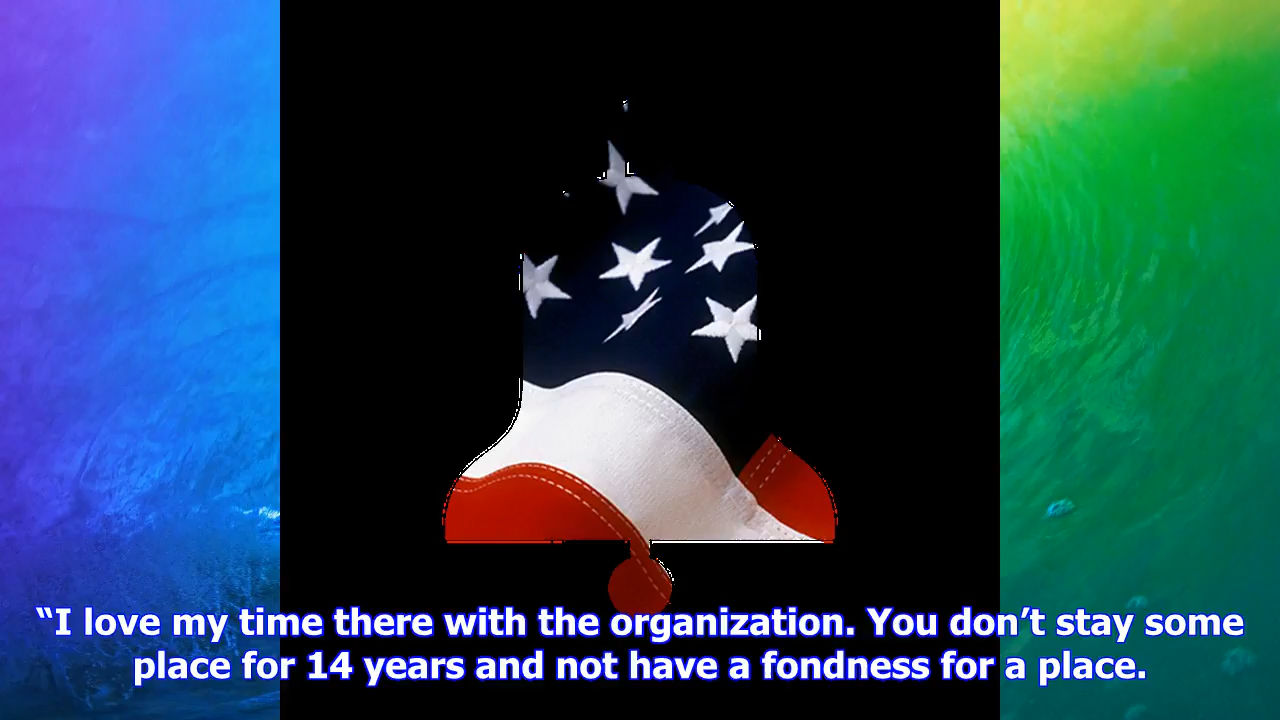 “I love my time there with the organization. You don’t stay some
place for 14 years and not have a fondness for a place.